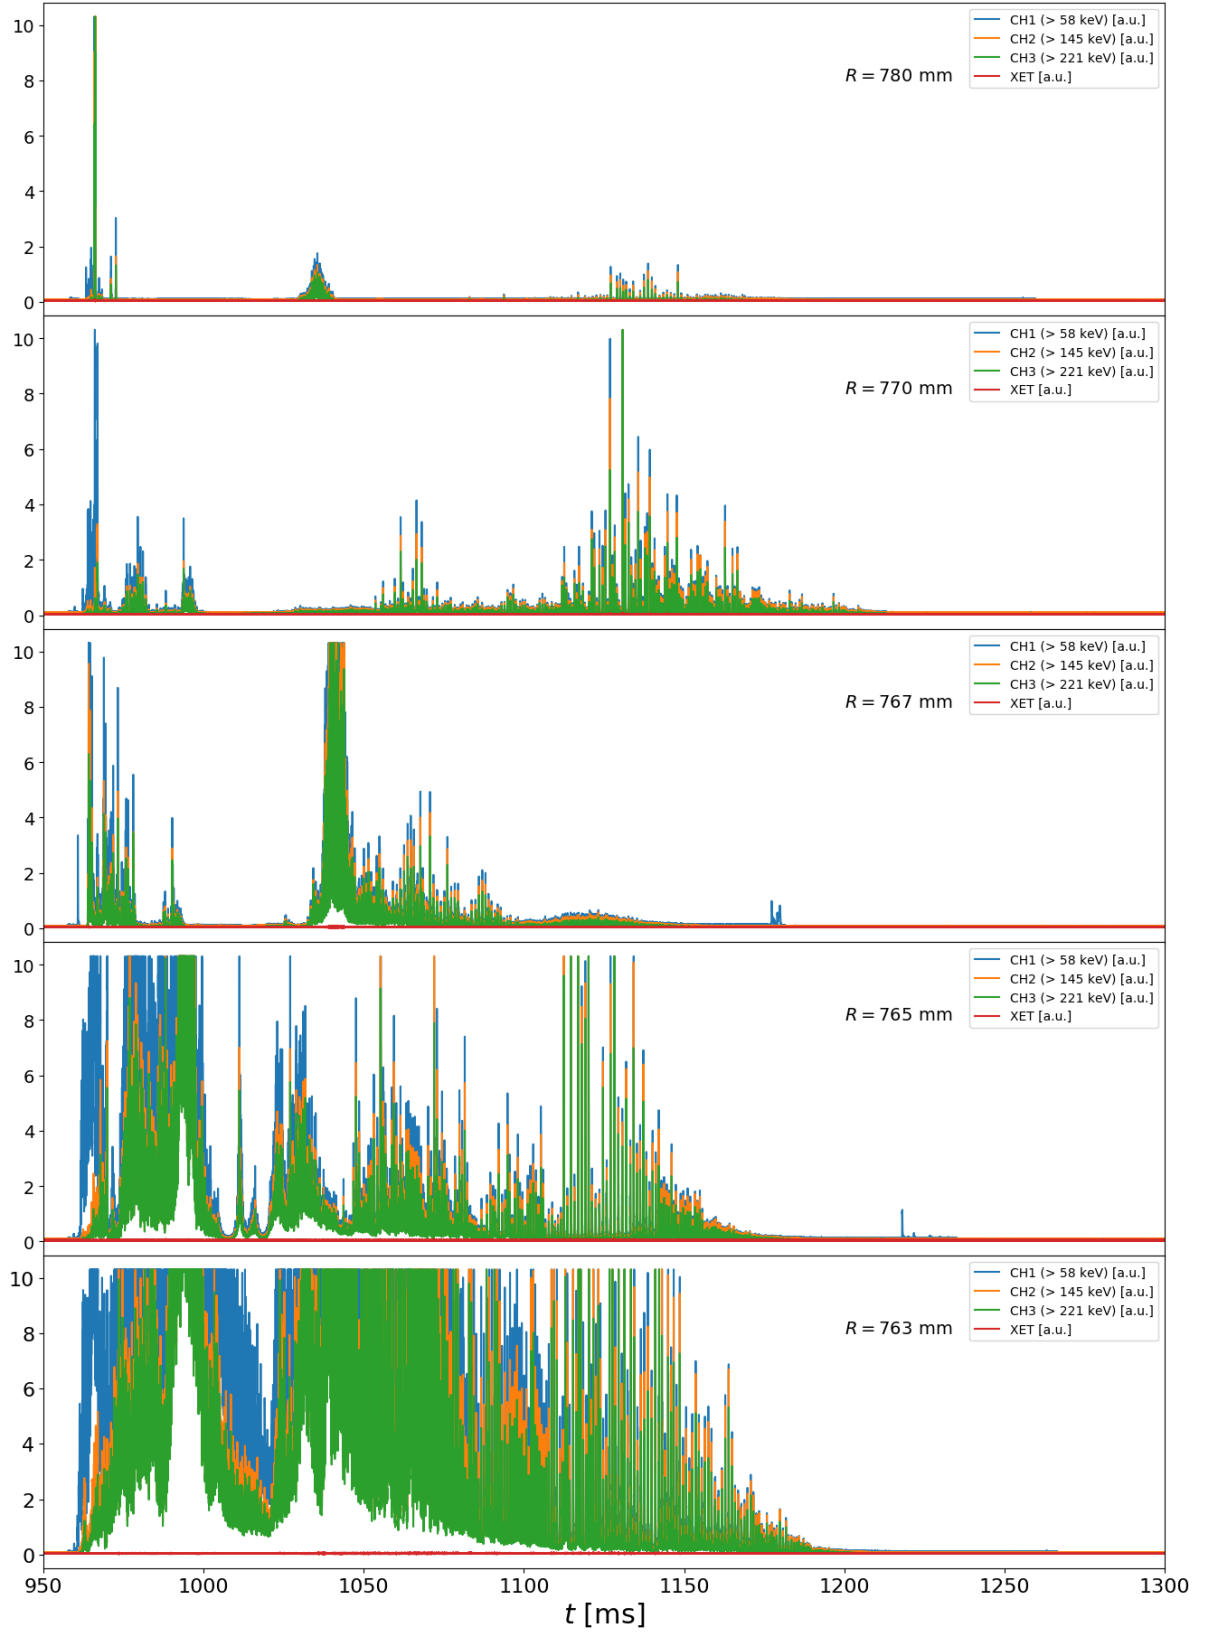 10
CH1 (> 58 keV) [a.u.]
CH2 (> 145 keV) [a.u.]
8
R = 780 mm
CH3 (> 221 keV) [a.u.]
XET [a.u.]
6
4
2
0
10
CH1 (> 58 keV) [a.u.]
CH2 (> 145 keV) [a.u.]
8
R = 770 mm
CH3 (> 221 keV) [a.u.]
XET [a.u.]
6
4
2
0
10
CH1 (> 58 keV) [a.u.]
CH2 (> 145 keV) [a.u.]
8
R = 767 mm
CH3 (> 221 keV) [a.u.]
XET [a.u.]
6
4
2
0
10
CH1 (> 58 keV) [a.u.]
CH2 (> 145 keV) [a.u.]
8
R = 765 mm
CH3 (> 221 keV) [a.u.]
XET [a.u.]
6
4
2
0
10
CH1 (> 58 keV) [a.u.]
CH2 (> 145 keV) [a.u.]
8
R = 763 mm
CH3 (> 221 keV) [a.u.]
XET [a.u.]
6
4
2
0
950 1000 1050 1100 1150 1200 1250 1300
t [ms]